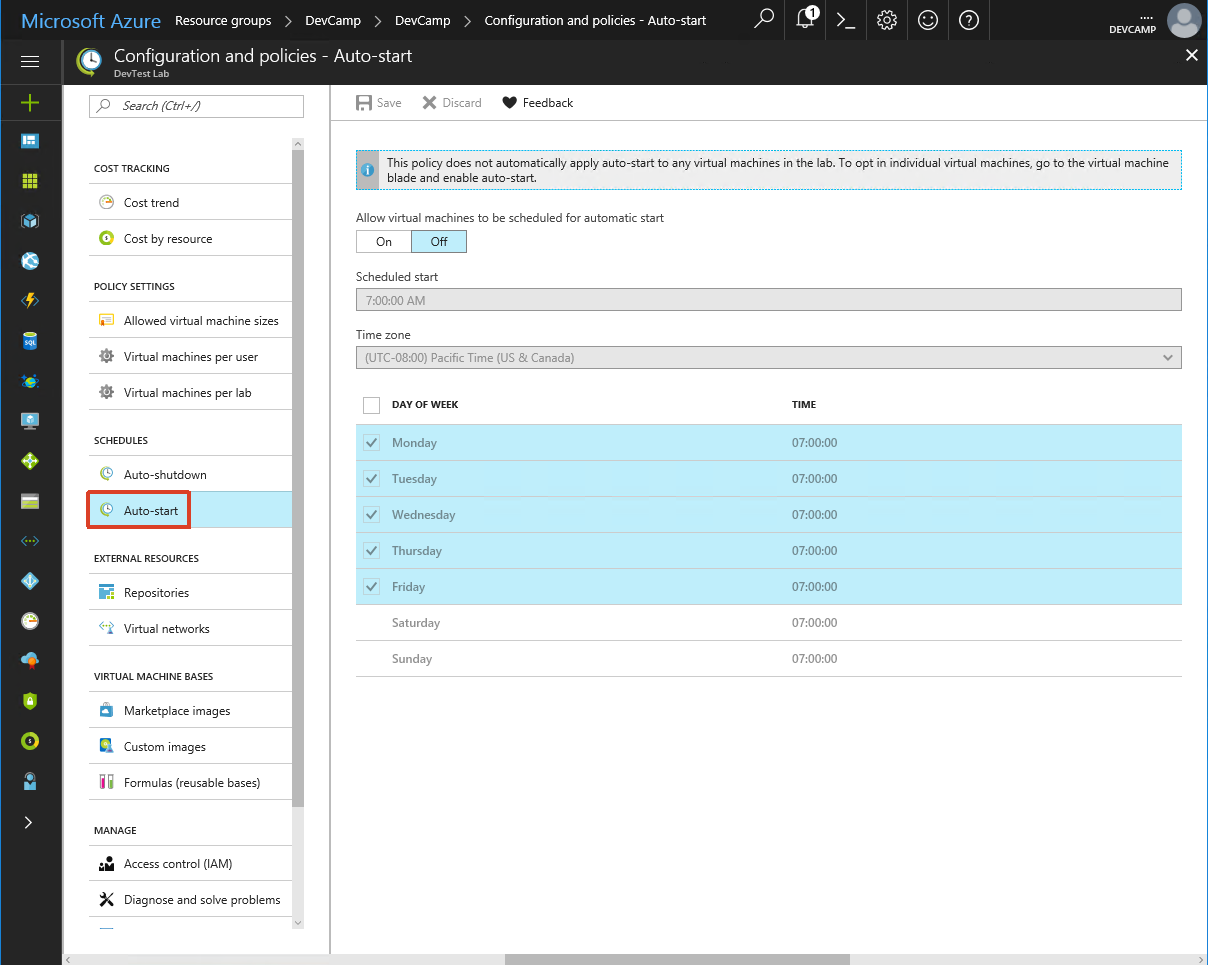 Microsoft Azure Resource groups > DevCamp > DevCamp > Configuration and policies - Auto-start
1
DEVCAMP
Configuration and policies - Auto-start
DevTest Lab
Search (Ctrl+/)
COST TRACKING
Cost trend
Cost by resource
POLICY SETTINGS
Allowed virtual machine sizes
Virtual machines per user
Virtual machines per lab
SCHEDULES
Auto-shutdown
Auto-start
EXTERNAL RESOURCES
Repositories
Virtual networks
VIRTUAL MACHINE BASES
Marketplace images
Custom images
Formulas (reusable bases)
MANAGE
Access control (IAM)
Diagnose and solve problems
Save Discard Feedback
This policy does not automatically apply auto-start to any virtual machines in the lab. To opt in individual virtual machines, go to the virtual machine
blade and enable auto-start.
Allow virtual machines to be scheduled for automatic start
On Off
Scheduled start
7:00:00 AM
Time zone
(UTC-08:00) Pacific Time (US & Canada)
DAY OF WEEK TIME
Monday 07:00:00
Tuesday 07:00:00
Wednesday 07:00:00
Thursday 07:00:00
Friday 07:00:00
Saturday 07:00:00
Sunday 07:00:00